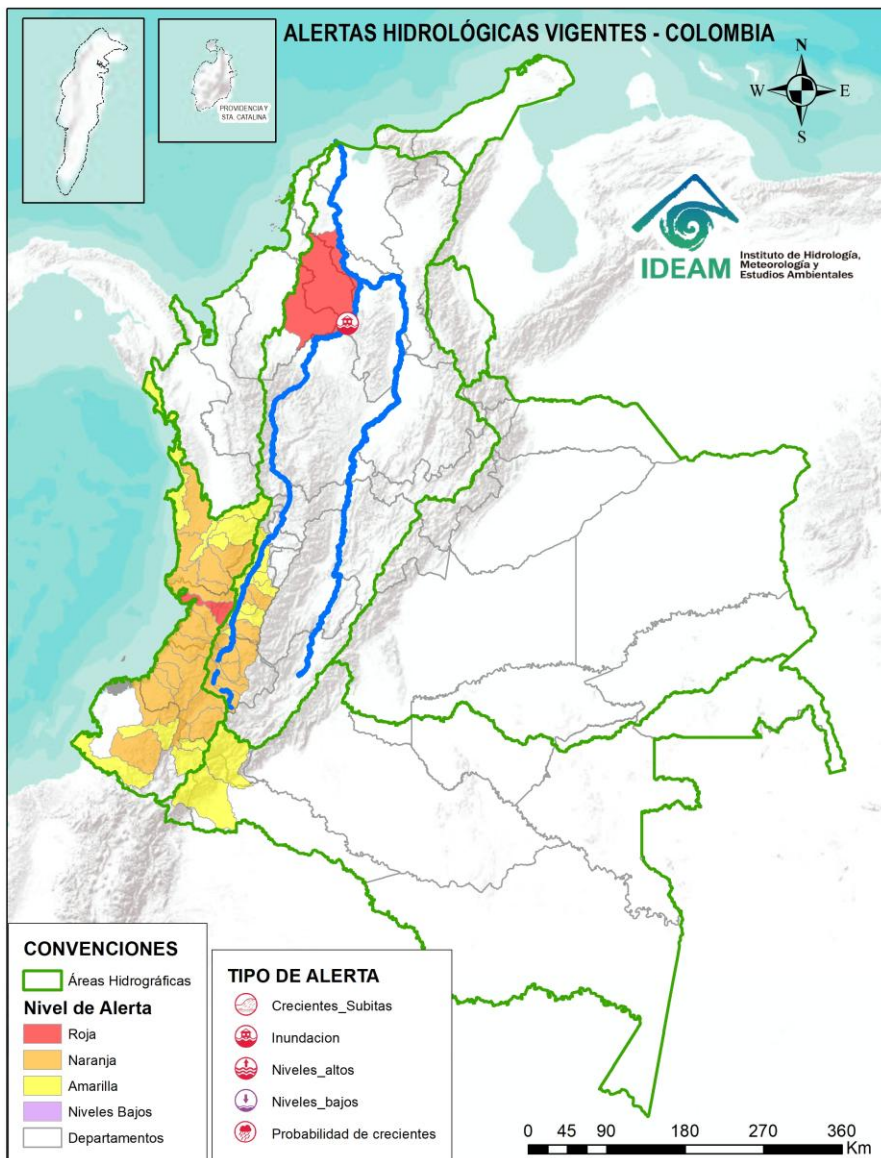 ALERTAS HIDROLÓGICAS VIGENTES - COLOMBIA
PROVIDENCIA Y
STA. CATALINA
N
W
E
S
IDEAM
Instituto de Hidrología,
Meteorología y
Estudios Ambientales
CONVENCIONES
Áreas Hidrográficas
Nivel de Alerta
Roja
Naranja
Amarilla
Niveles Bajos
Departamentos
TIPO DE ALERTA
Crecientes_Subitas
Inundacion
Niveles_altos
Niveles_bajos
Probabilidad de crecientes
0 45 90 180 270 360
Km